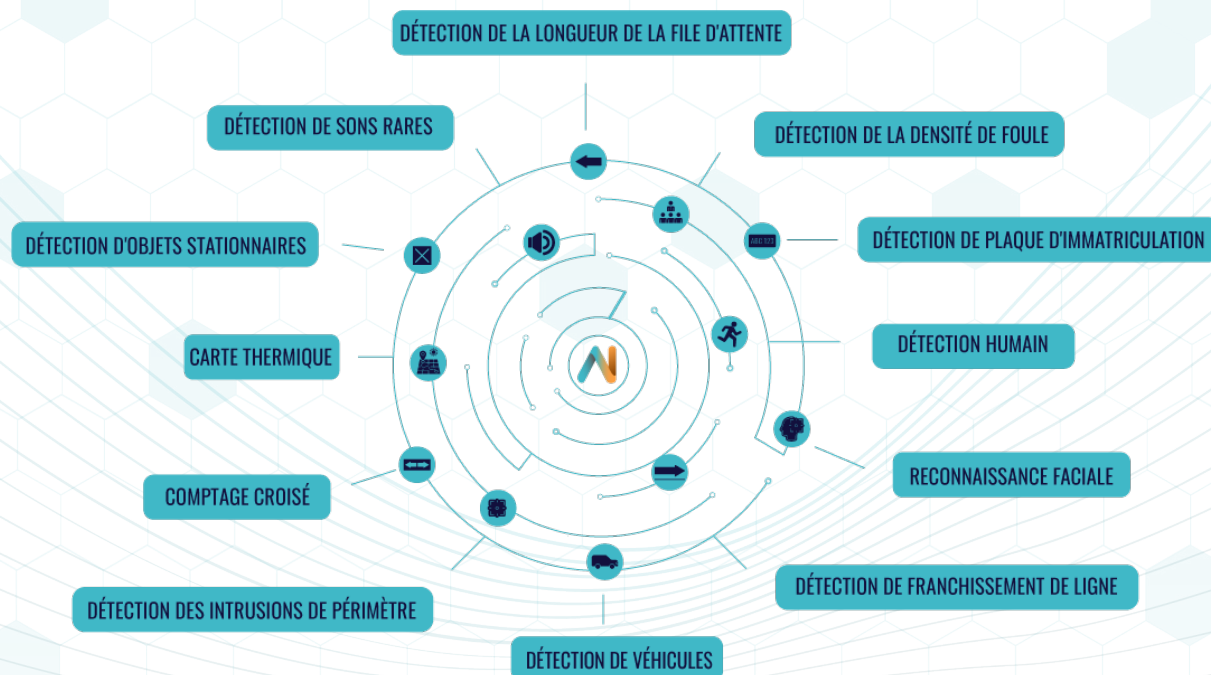 DÉTECTION DE LA LONGUEUR DE LA FILE D'ATTENTE
DÉTECTION DE SONS RARES
DÉTECTION DE LA DENSITÉ DE FOULE
DÉTECTION D'OBJETS STATIONNAIRES
DÉTECTION DE PLAQUE D'IMMATRICULATION
ABC 123
CARTE THERMIQUE
DÉTECTION HUMAIN
COMPTAGE CROISÉ
RECONNAISSANCE FACIALE
DÉTECTION DES INTRUSIONS DE PÉRIMÈTRE
DÉTECTION DE FRANCHISSEMENT DE LIGNE
DÉTECTION DE VÉHICULES